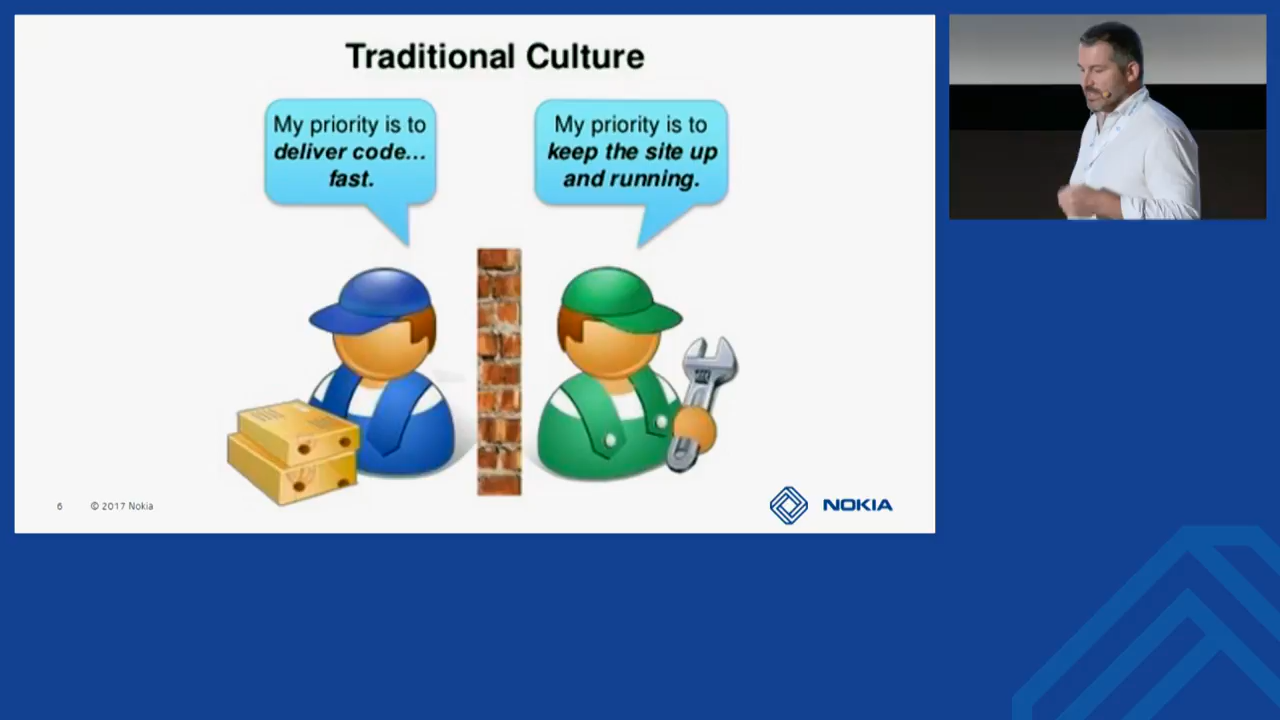 Traditional Culture
My priority is to
deliver code...
fast.
My priority is to
keep the site up
and running.
6
© 2017 Nokia
NOKIA